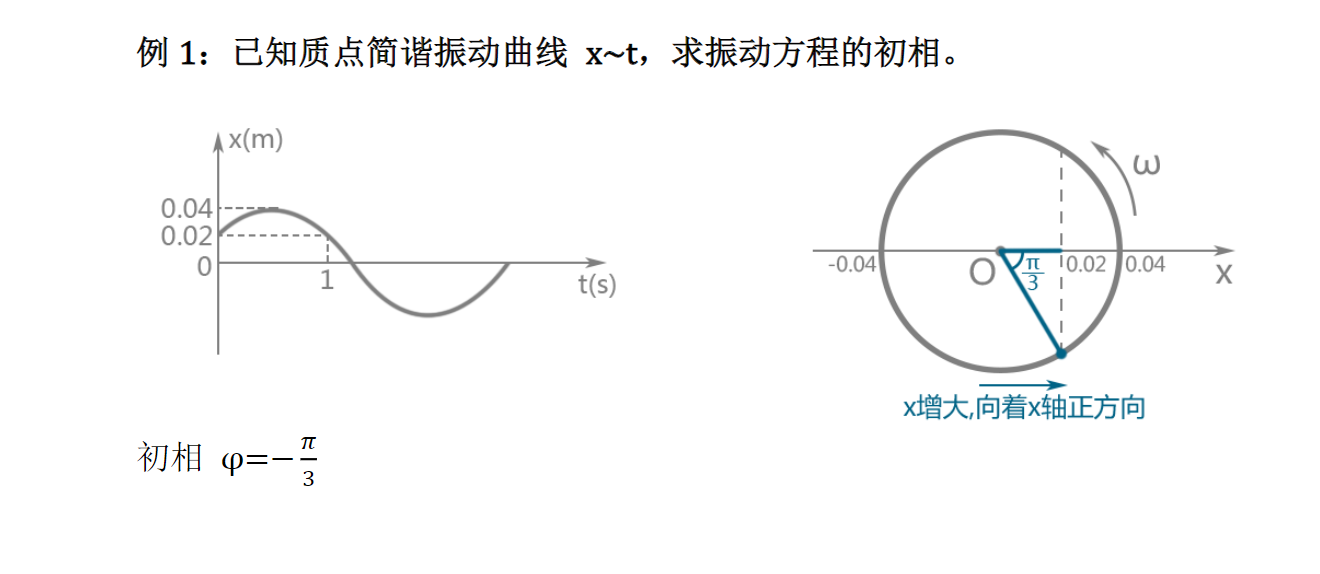 例 1：已知质点简谐振动曲线 x~t，求振动方程的初相。
x(m)
0.04
0.02
0
1
t(s)
ω
-0.04
O
π/3
0.02
0.04
x
x增大,向着x轴正方向
初相 φ=−π/3